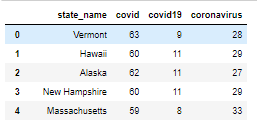 state_name covid covid19 coronavirus
0 Vermont 63 9 28
1 Hawaii 60 11 29
2 Alaska 62 11 27
3 New Hampshire 60 11 29
4 Massachusetts 59 8 33